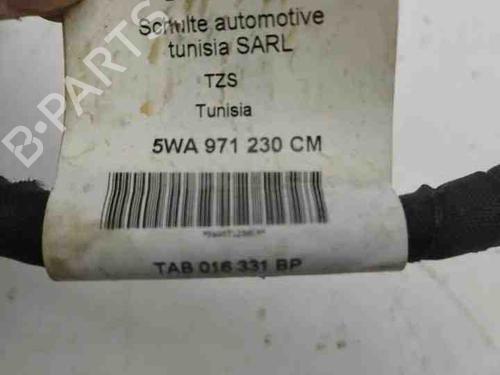 Schulte automotive
tunisia SARL
TZS
Tunisia
5WA 971 230 CM
TAB 016 331 BP
B-PARTS